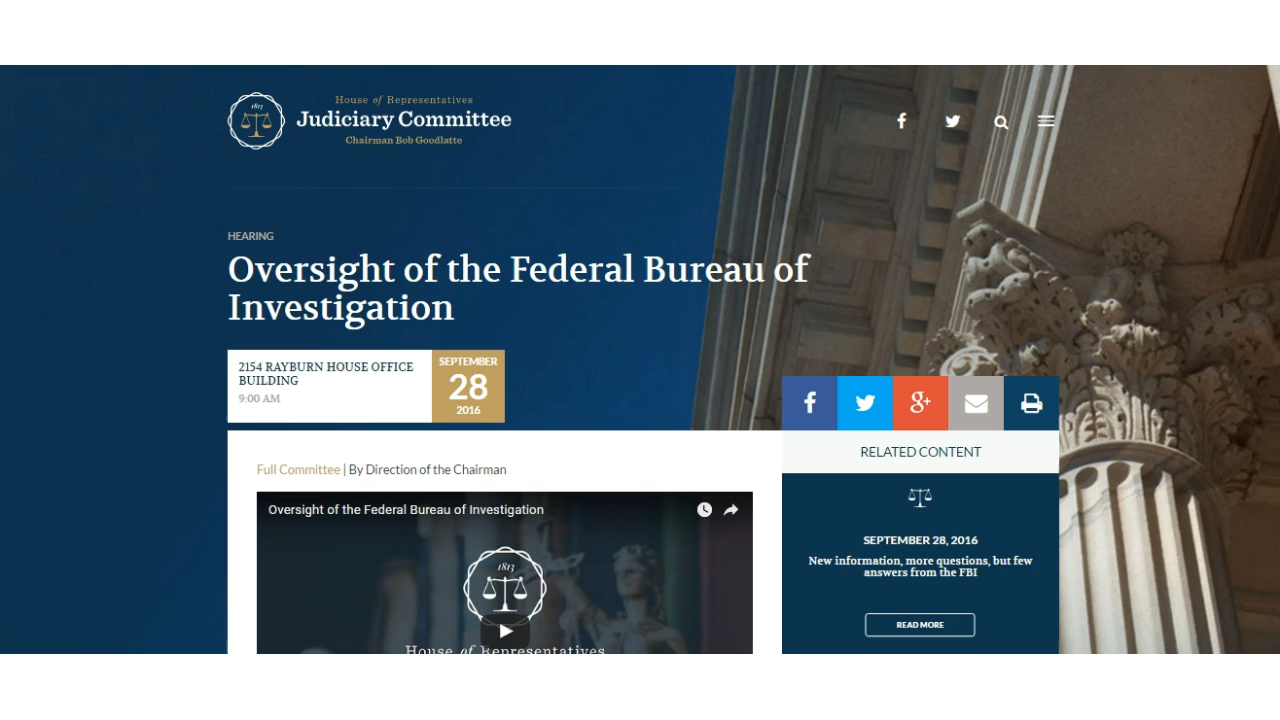 House of Representatives
1813
Judiciary Committee
Chairman Bob Goodlatte
HEARING
Oversight of the Federal Bureau of
Investigation
2154 RAYBURN HOUSE OFFICE
BUILDING
9:00 AM
SEPTEMBER
28
2016
Full Committee | By Direction of the Chairman
Oversight of the Federal Bureau of Investigation
1813
House of Representatives
RELATED CONTENT
SEPTEMBER 28, 2016
New information, more questions, but few
answers from the FBI
READ MORE